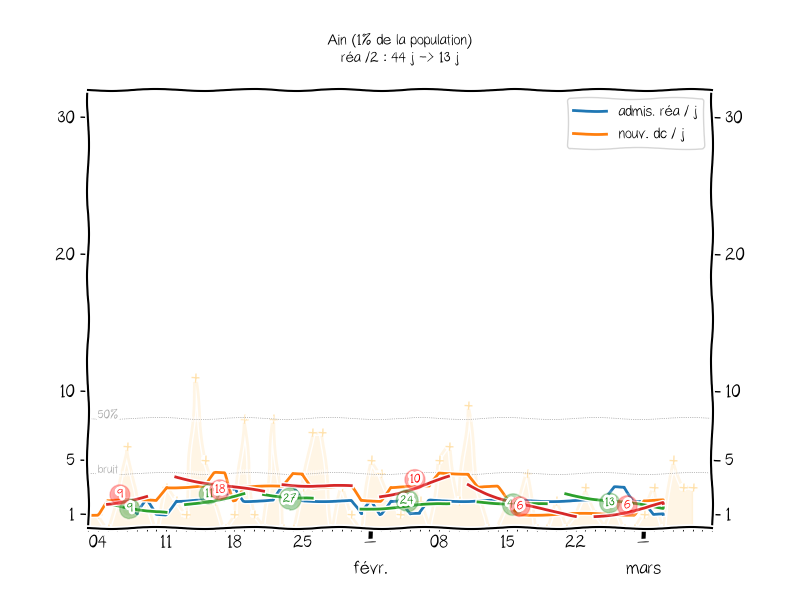 Ain (1% de la population)
réa /2 : 44 j -> 13 j
admis. réa / j
nouv. dc / j
30
30
20
20
10
10
50%
5
5
bruit
1
1
9
9
18
27
10
24
6
13
6
04 11 18 25 1 08 15 22 1
févr. mars